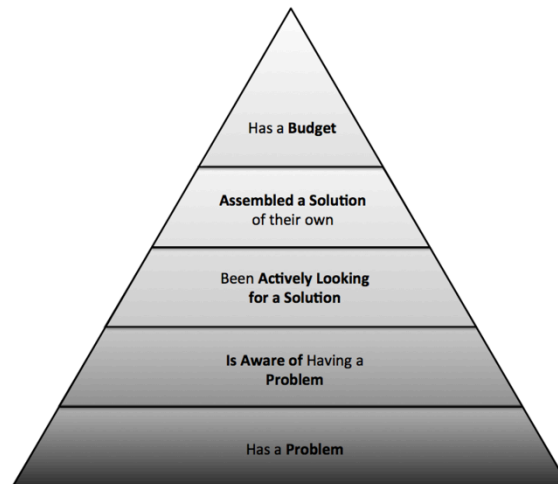 Has a Budget
Assembled a Solution
of their own
Been Actively Looking
for a Solution
Is Aware of Having a
Problem
Has a Problem